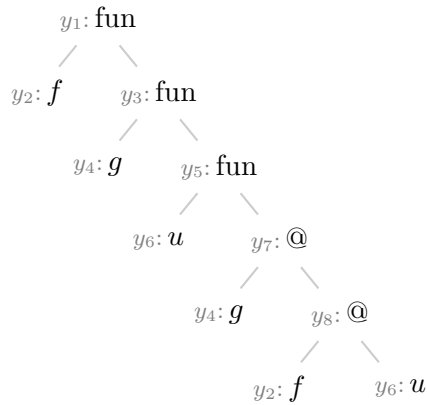 y₁: fun
y₂: f y₃: fun
y₄: g y₅: fun
y₆: u y₇: @
y₄: g y₈: @
y₂: f y₆: u